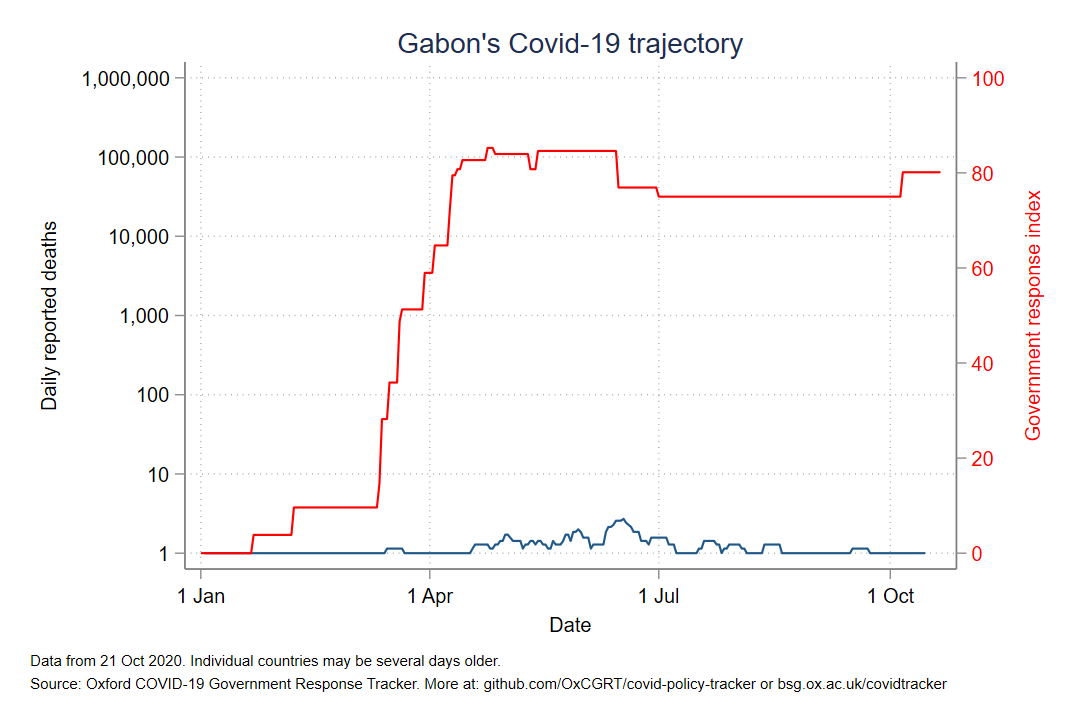 Gabon's Covid-19 trajectory
1,000,000
100,000
10,000
1,000
100
10
1
Daily reported deaths
100
80
60
40
20
0
Government response index
1 Jan
1 Apr
1 Jul
1 Oct
Date
Data from 21 Oct 2020. Individual countries may be several days older.
Source: Oxford COVID-19 Government Response Tracker. More at: github.com/OxCGRT/covid-policy-tracker or bsg.ox.ac.uk/covidtracker